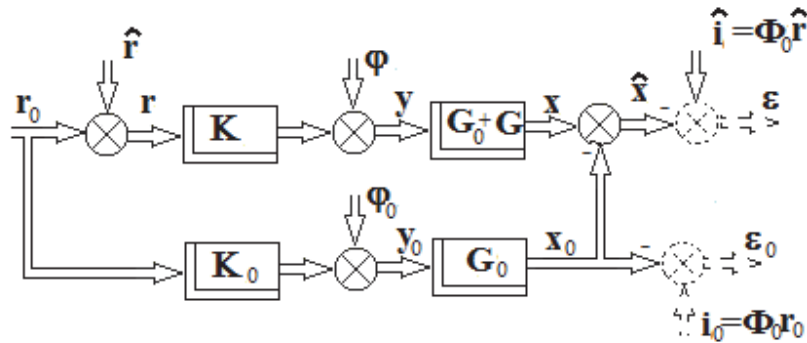 r̂ φ î=Φ₀r̂
r₀ r K y G₀+G x x̂ - ε
-
φ₀
K₀ y₀ G₀ x₀ - ε₀
i₀=Φ₀r₀